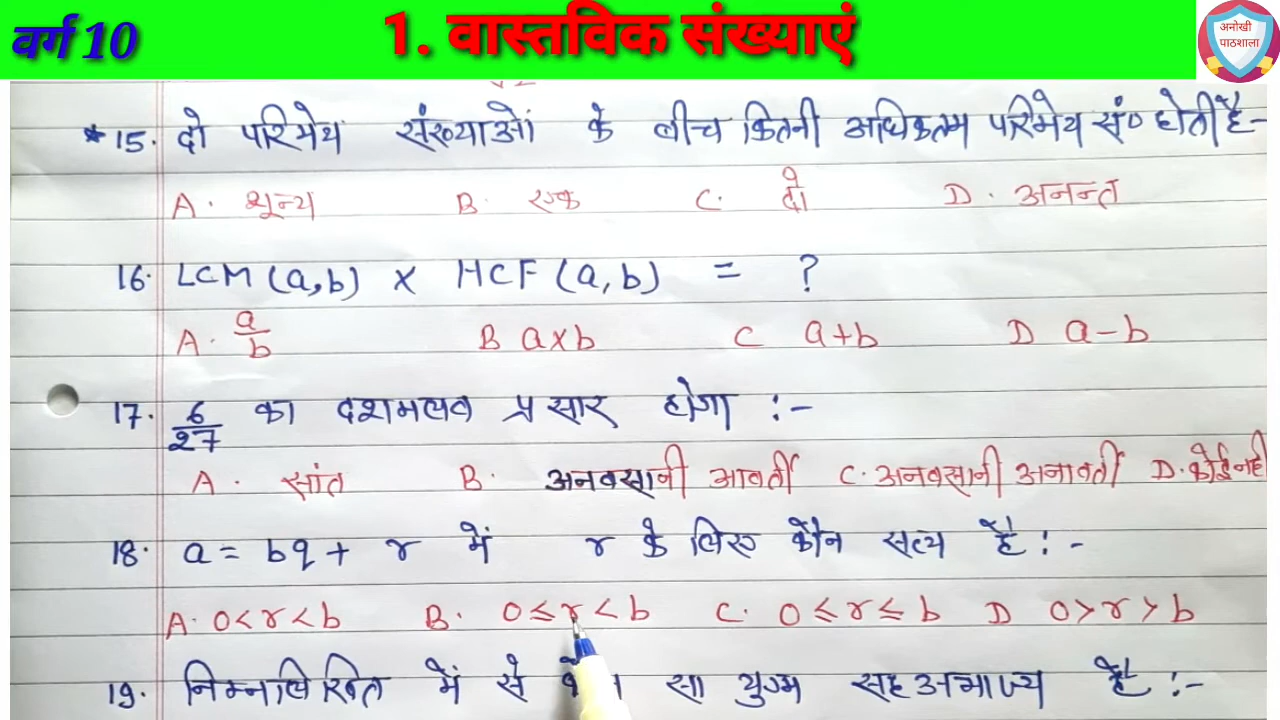 वर्ग 10
1. वास्तविक संख्याएं
अनोखी
पाठशाला
*15. दो परिमेय संख्याओं के बीच कितनी अधिकतम परिमेय सं० होती है-
A. शून्य B. एक C. दो D. अनन्त
16. LCM (a,b) x HCF (a,b) = ?
A. a/b B a×b C a+b D a-b
17. 6/27 का दशमलव प्रसार होगा :-
A. सांत B. अनवसानी आवर्ती C. अनवसानी अनावर्ती D. कोई नहीं
18. a = bq + r में r के लिए कौन सत्य है :-
A. 0<r<b B. 0≤r<b C. 0≤r≤b D 0>r>b
19. निम्नलिखित में से सा युग्म सह अभाज्य है :-